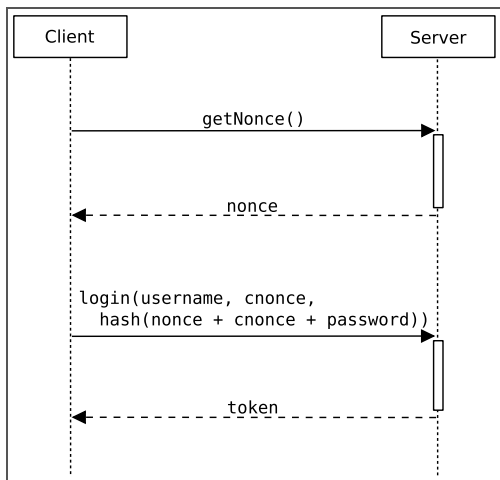 Client
Server
getNonce()
nonce
login(username, cnonce,
hash(nonce + cnonce + password))
token